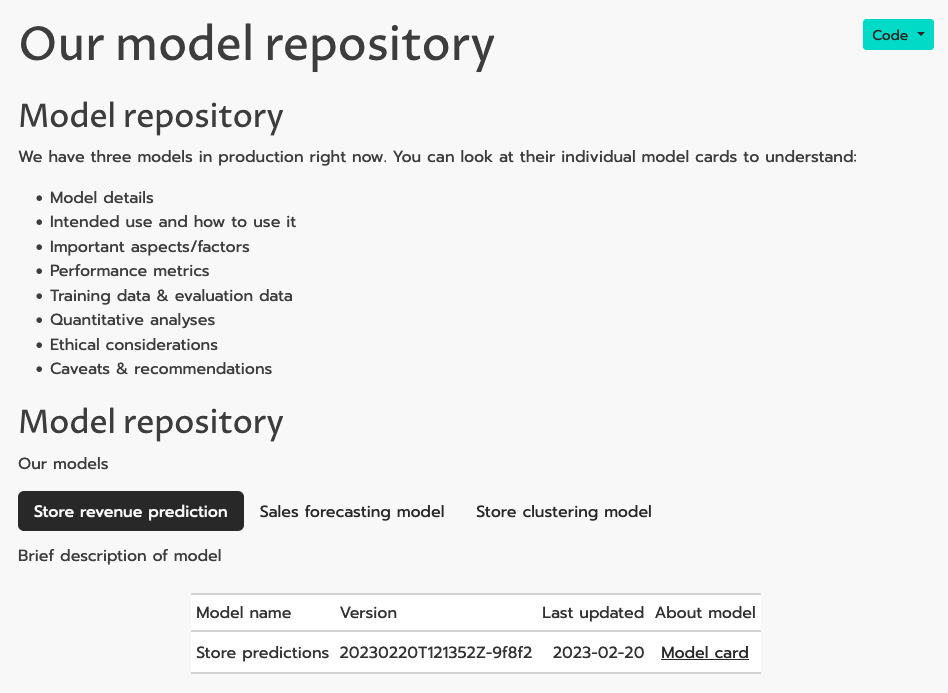 Our model repository
Code
Model repository
We have three models in production right now. You can look at their individual model cards to understand:
• Model details
• Intended use and how to use it
• Important aspects/factors
• Performance metrics
• Training data & evaluation data
• Quantitative analyses
• Ethical considerations
• Caveats & recommendations
Model repository
Our models
Store revenue prediction Sales forecasting model Store clustering model
Brief description of model
Model name Version Last updated About model
Store predictions 20230220T121352Z-9f8f2 2023-02-20 Model card